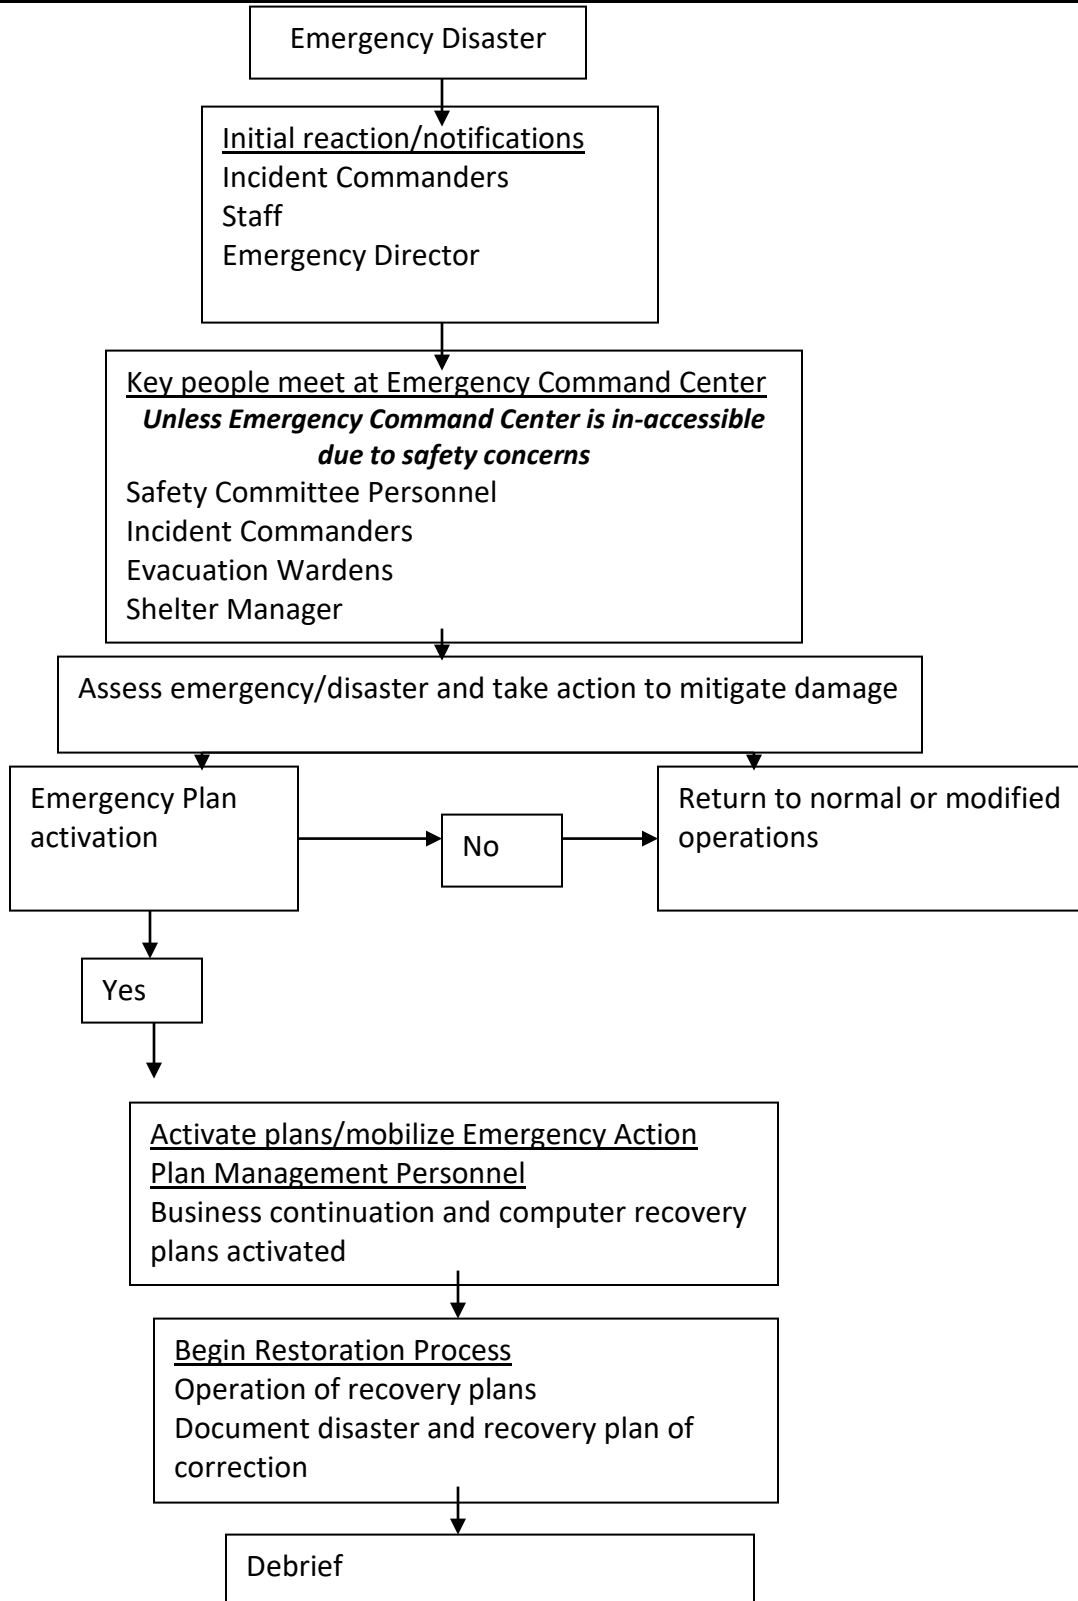 Emergency Disaster
Initial reaction/notifications
Incident Commanders
Staff
Emergency Director
Key people meet at Emergency Command Center
Unless Emergency Command Center is in-accessible
due to safety concerns
Safety Committee Personnel
Incident Commanders
Evacuation Wardens
Shelter Manager
Assess emergency/disaster and take action to mitigate damage
Emergency Plan
activation
No
Return to normal or modified
operations
Yes
Activate plans/mobilize Emergency Action
Plan Management Personnel
Business continuation and computer recovery
plans activated
Begin Restoration Process
Operation of recovery plans
Document disaster and recovery plan of
correction
Debrief